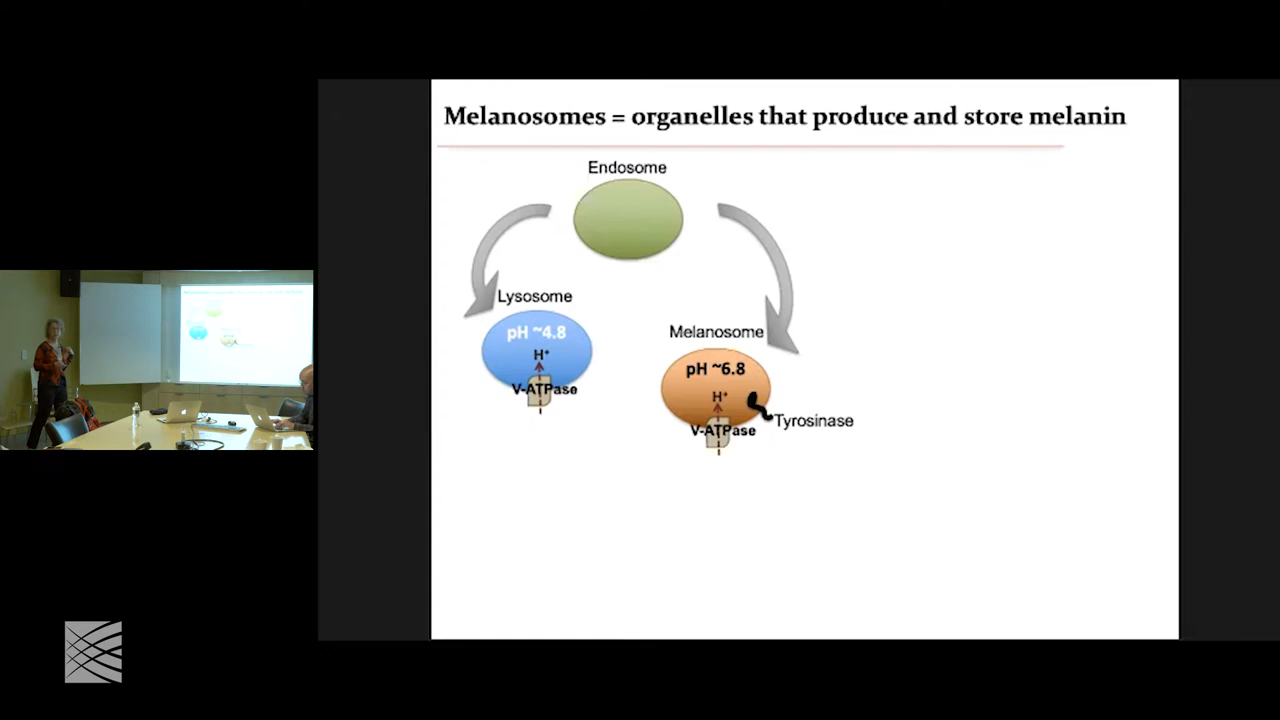 Melanosomes = organelles that produce and store melanin
Endosome
Lysosome
pH ~4.8
H⁺
V-ATPase
Melanosome
pH ~6.8
H⁺
Tyrosinase
V-ATPase